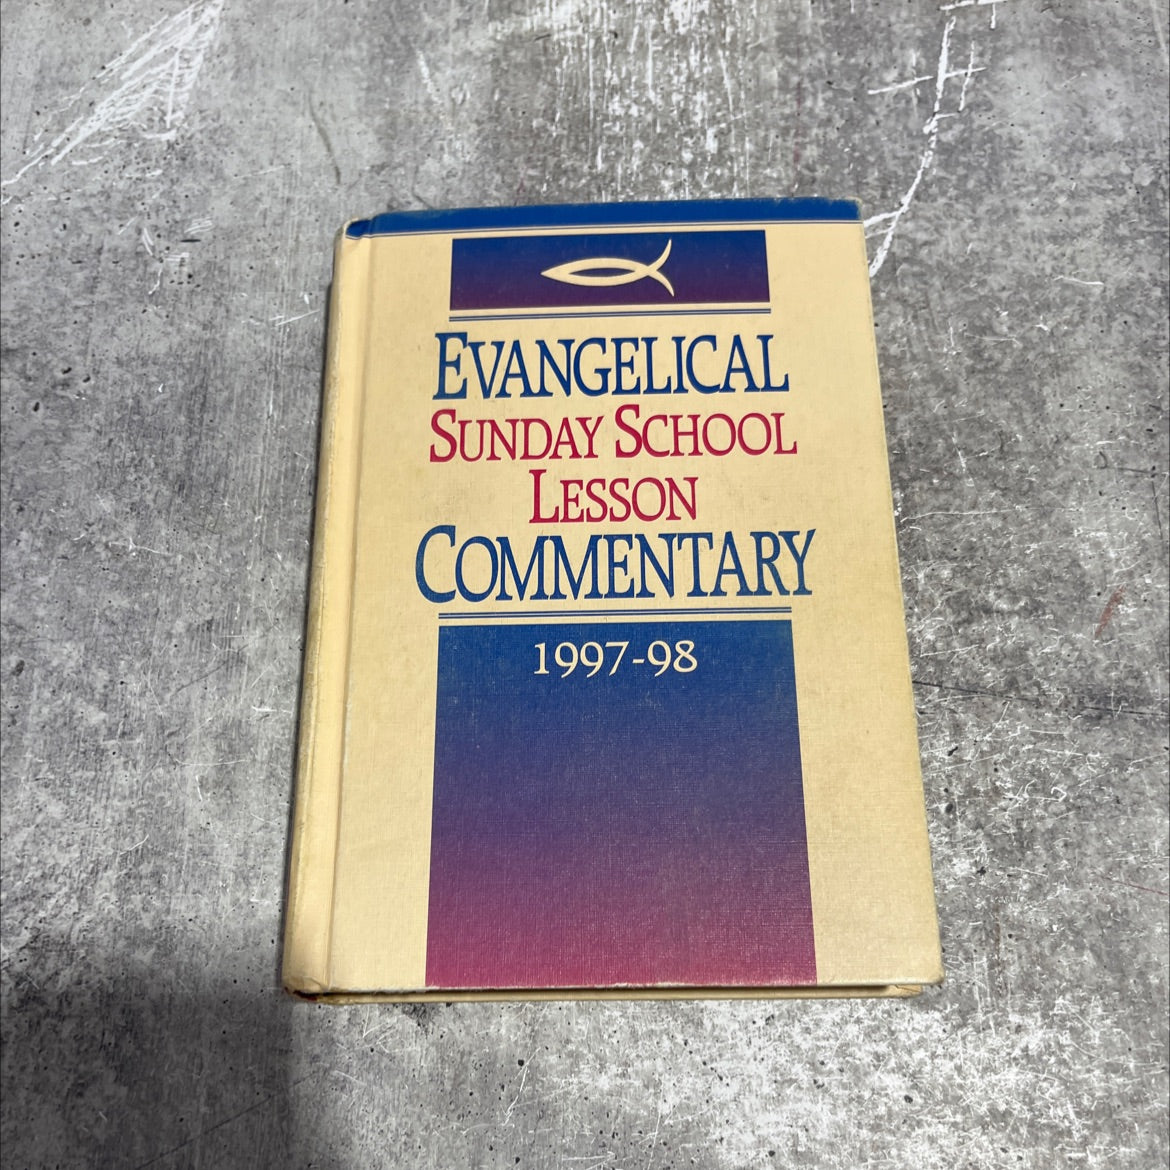 EVANGELICAL
SUNDAY SCHOOL
LESSON
COMMENTARY
1997-98